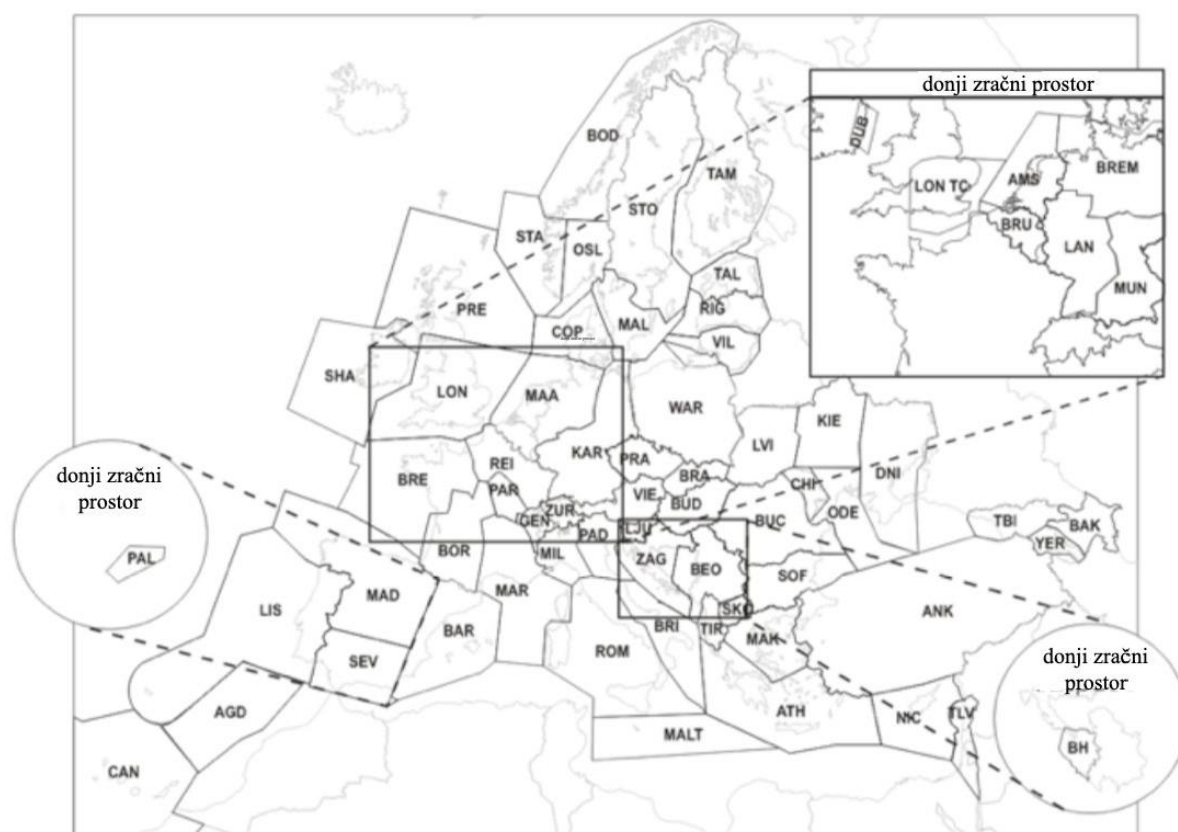 donji zračni prostor
DUB
LON TC
AMS
BREM
BRU
LAN
MUN
BOD
TAM
STO
STA
OSL
TAL
PRE
RIG
COP
MAL
VIL
SHA
LON
MAA
WAR
KIE
LVI
KAR
PRA
REI
BRE
BRA
DNI
PAR
VIE
BUD
CHI
ZUR
ODE
GEN
LJU
BUC
PAD
TBI
BAK
BOR
MIL
YER
ZAG
BEO
SOF
MAD
MAR
LIS
SK
ANK
BAR
BRI
TIR
MAK
ROM
SEV
AGD
ATH
NIC
TLV
MALT
CAN
donji zračni
prostor
PAL
donji zračni
prostor
BH